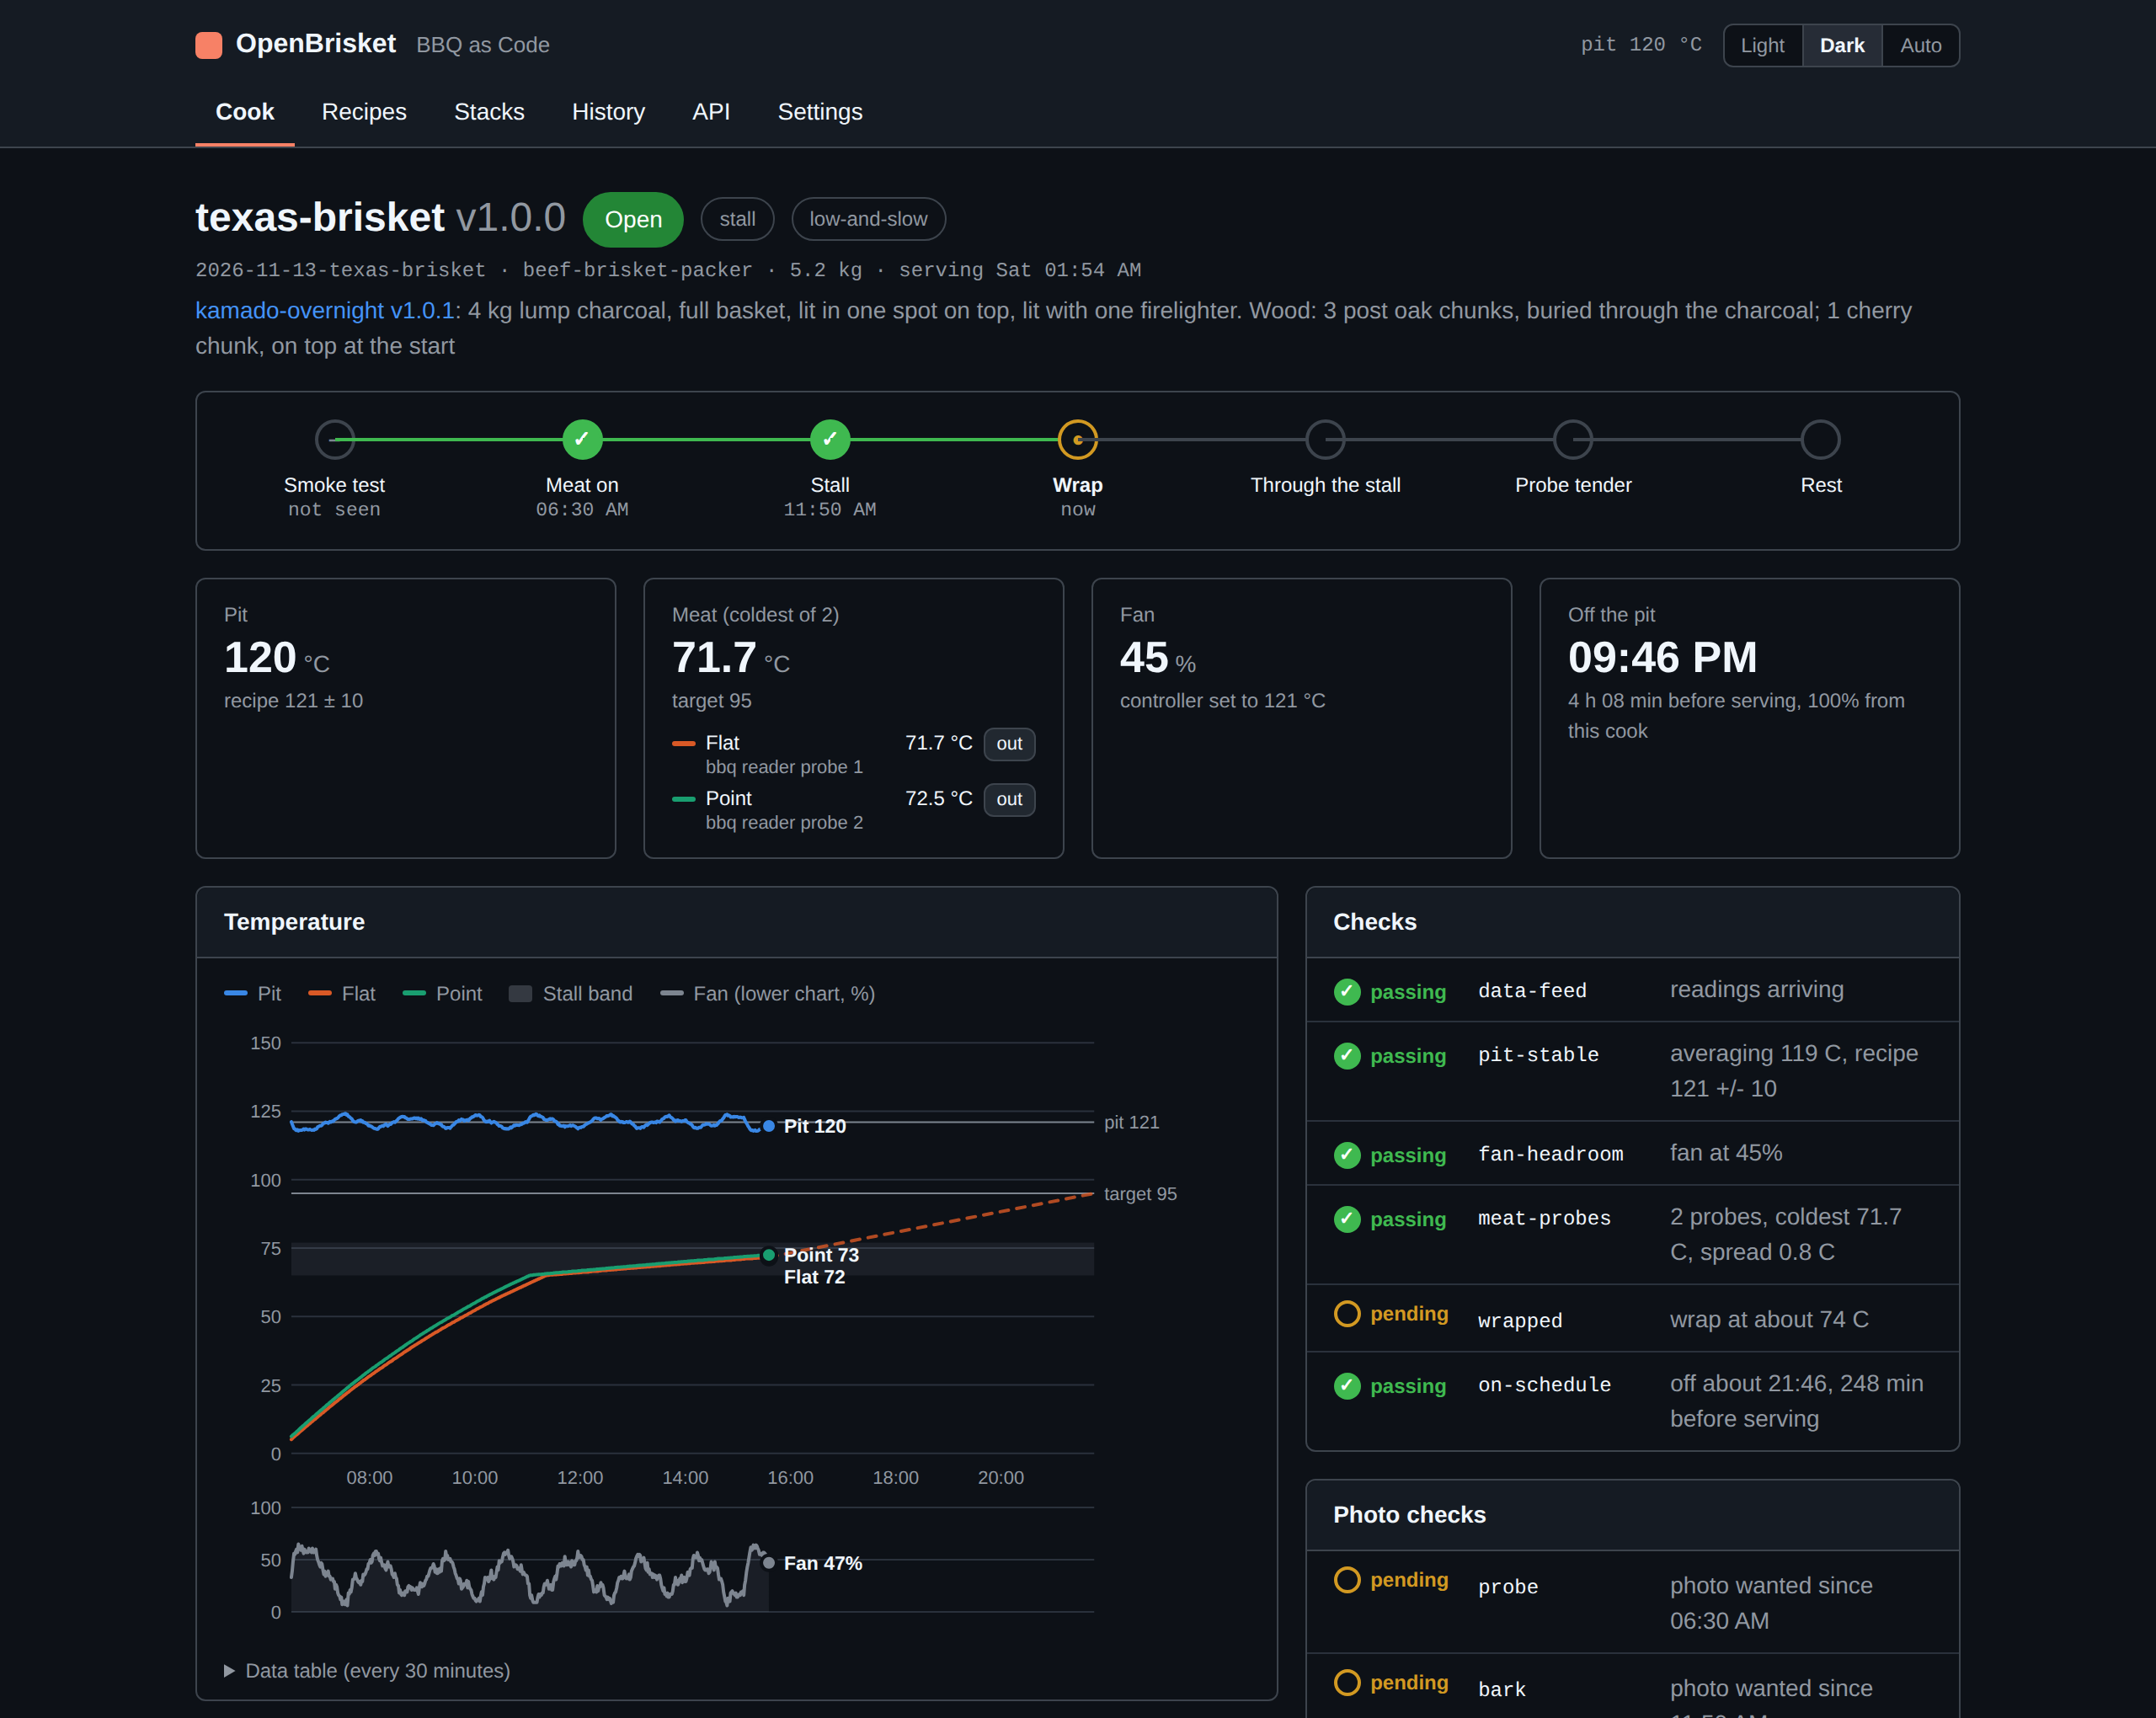 OpenBrisket BBQ as Code
pit 120 °C Light Dark Auto
Cook Recipes Stacks History API Settings
texas-brisket v1.0.0 Open stall low-and-slow
2026-11-13-texas-brisket · beef-brisket-packer · 5.2 kg · serving Sat 01:54 AM
kamado-overnight v1.0.1: 4 kg lump charcoal, full basket, lit in one spot on top, lit with one firelighter. Wood: 3 post oak chunks, buried through the charcoal; 1 cherry
chunk, on top at the start
Smoke test
not seen
Meat on
06:30 AM
Stall
11:50 AM
Wrap
now
Through the stall
Probe tender
Rest
Pit
120 °C
recipe 121 ± 10
Meat (coldest of 2)
71.7 °C
target 95
Flat 71.7 °C out
bbq reader probe 1
Point 72.5 °C out
bbq reader probe 2
Fan
45 %
controller set to 121 °C
Off the pit
09:46 PM
4 h 08 min before serving, 100% from
this cook
Temperature
Pit Flat Point Stall band Fan (lower chart, %)
150
125
100
75
50
25
0
Pit 120
pit 121
target 95
Point 73
Flat 72
08:00 10:00 12:00 14:00 16:00 18:00 20:00
100
50
0
Fan 47%
Data table (every 30 minutes)
Checks
passing data-feed readings arriving
passing pit-stable averaging 119 C, recipe
121 +/- 10
passing fan-headroom fan at 45%
passing meat-probes 2 probes, coldest 71.7
C, spread 0.8 C
pending wrapped wrap at about 74 C
passing on-schedule off about 21:46, 248 min
before serving
Photo checks
pending probe photo wanted since
06:30 AM
pending bark photo wanted since